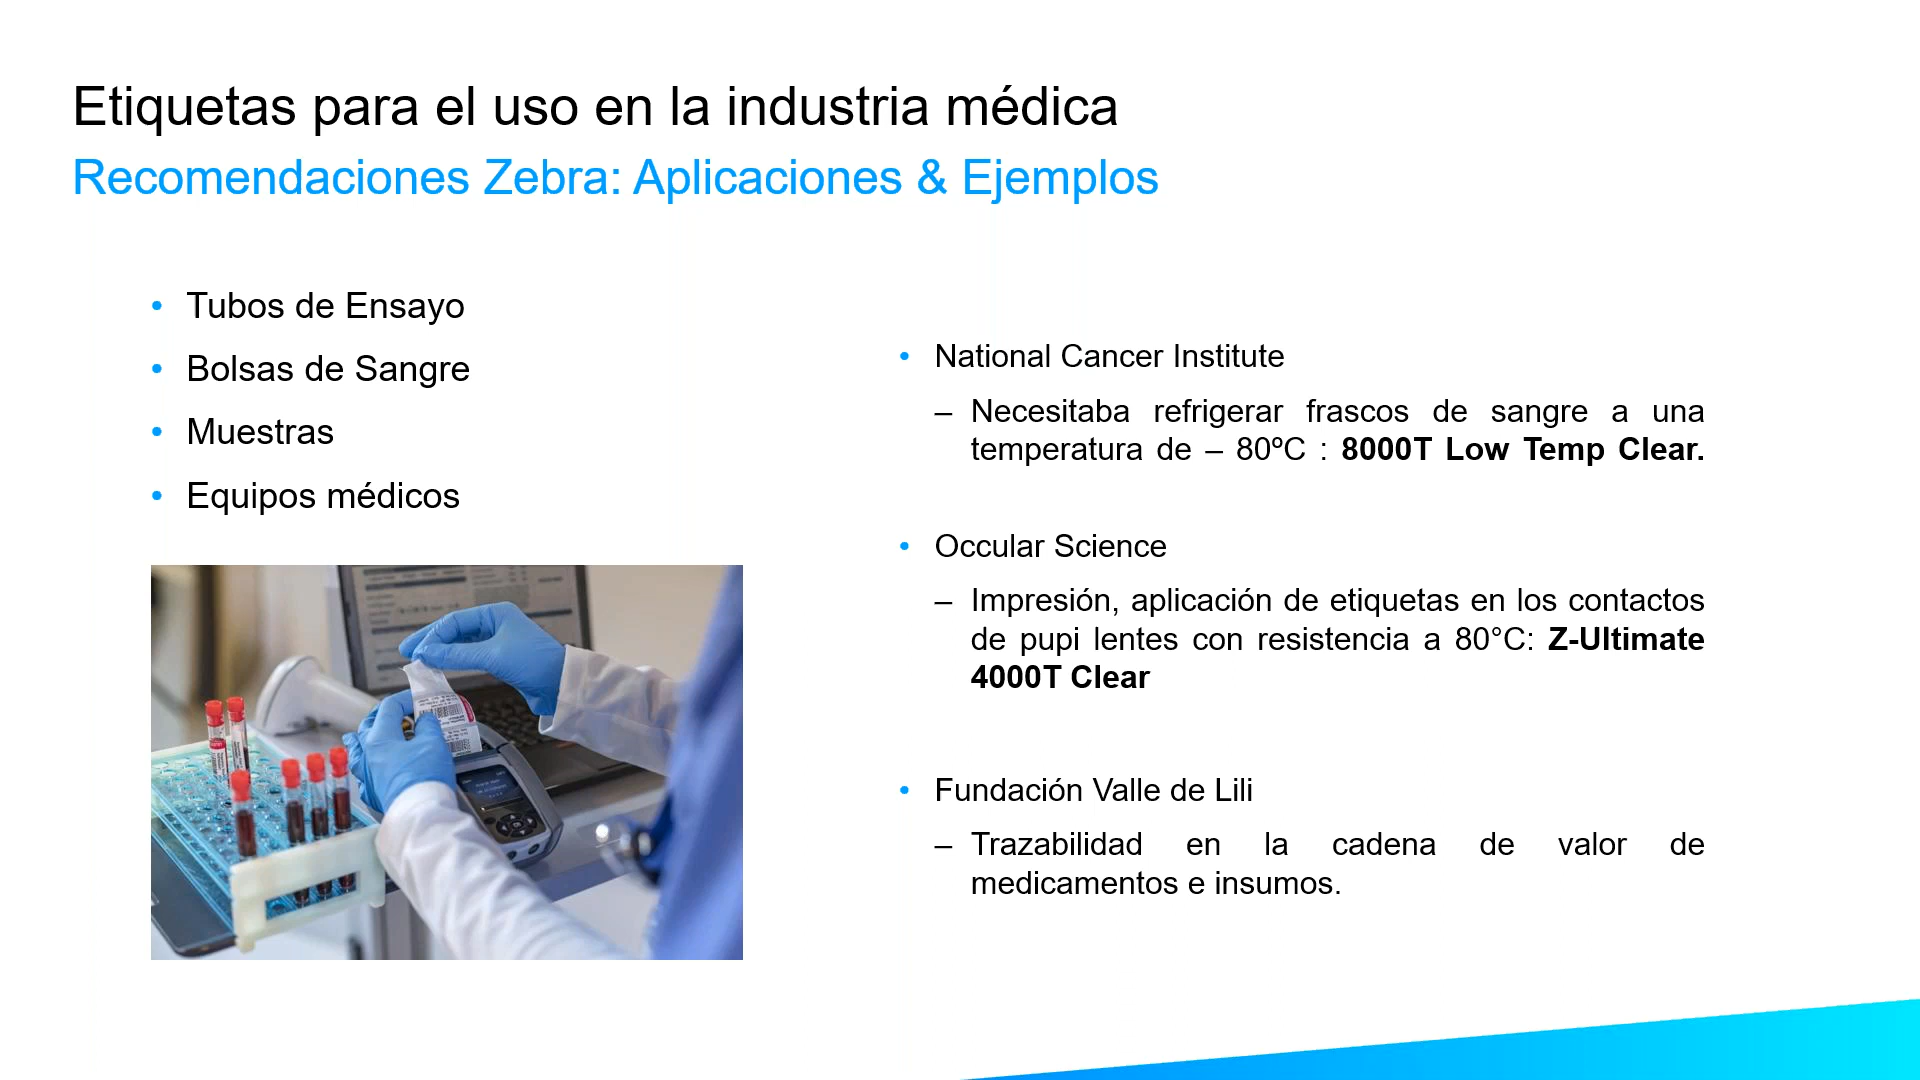 Etiquetas para el uso en la industria médica
Recomendaciones Zebra: Aplicaciones & Ejemplos
• Tubos de Ensayo
• Bolsas de Sangre
• Muestras
• Equipos médicos
• National Cancer Institute
– Necesitaba refrigerar frascos de sangre a una
temperatura de – 80ºC : 8000T Low Temp Clear.
• Occular Science
– Impresión, aplicación de etiquetas en los contactos
de pupi lentes con resistencia a 80°C: Z-Ultimate
4000T Clear
• Fundación Valle de Lili
– Trazabilidad en la cadena de valor de
medicamentos e insumos.